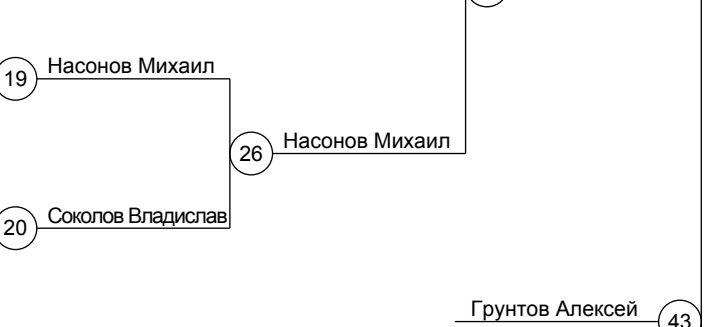 19 Насонов Михаил
26 Насонов Михаил
20 Соколов Владислав
Грунтов Алексей 43